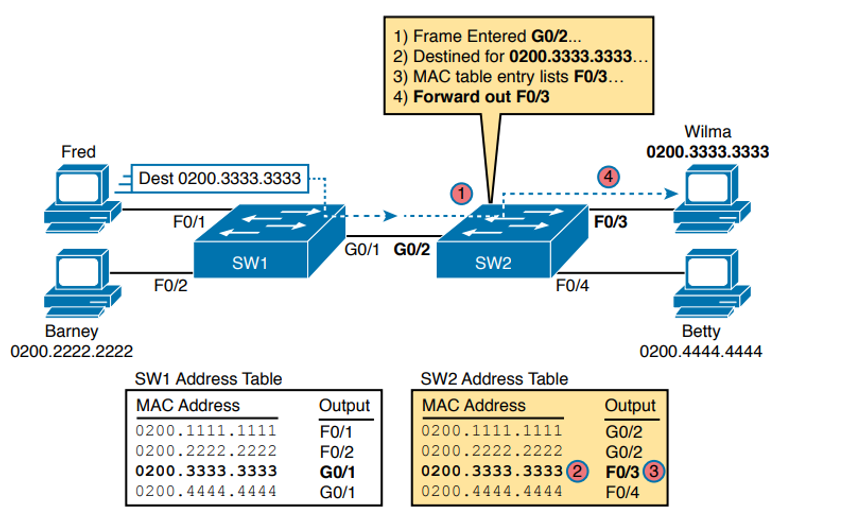 1) Frame Entered G0/2...
2) Destined for 0200.3333.3333...
3) MAC table entry lists F0/3...
4) Forward out F0/3
Wilma
0200.3333.3333
Fred
Dest 0200.3333.3333
1
4
F0/1
F0/3
SW1
G0/1
G0/2
SW2
F0/2
F0/4
Barney
0200.2222.2222
Betty
0200.4444.4444
SW1 Address Table
MAC Address Output
0200.1111.1111 F0/1
0200.2222.2222 F0/2
0200.3333.3333 G0/1
0200.4444.4444 G0/1
SW2 Address Table
MAC Address Output
0200.1111.1111 G0/2
0200.2222.2222 G0/2
0200.3333.3333 2 F0/3 3
0200.4444.4444 F0/4